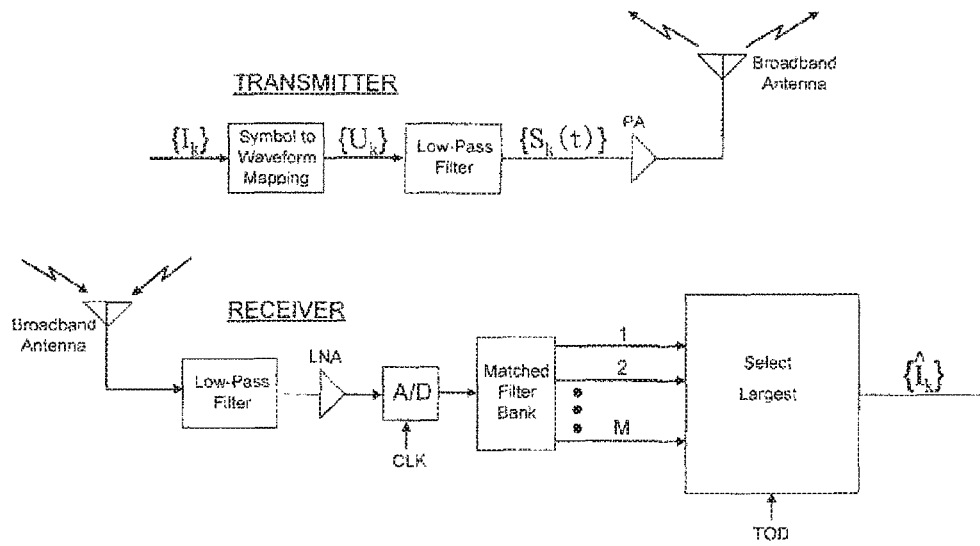 TRANSMITTER
{I_k}
Symbol to
Waveform
Mapping
{U_k}
Low-Pass
Filter
{S_k(t)}
PA
Broadband
Antenna
RECEIVER
Broadband
Antenna
Low-Pass
Filter
LNA
A/D
CLK
Matched
Filter
Bank
1
2
M
Select
Largest
TOD
{Î_k}